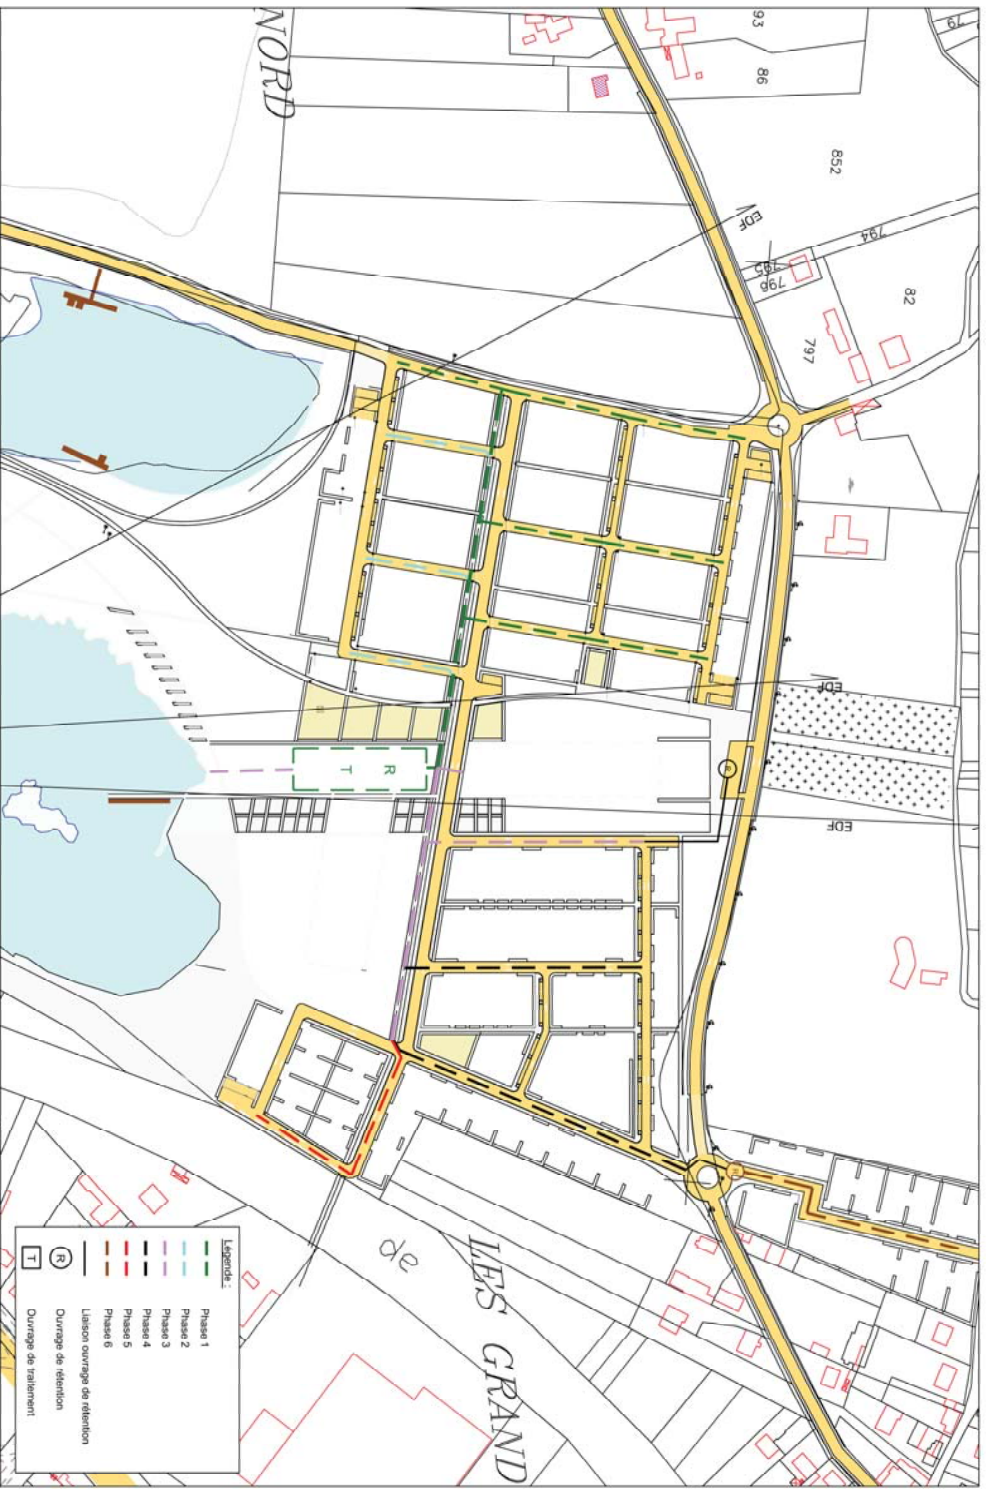 NORD
93
86
852
79
EDF
794
795
796
82
797
EDF
EDF
R
R
T
R
de
LES GRAND
Légende :
Phase 1
Phase 2
Phase 3
Phase 4
Phase 5
Phase 6
Liaison ouvrage de rétention
R
Ouvrage de rétention
T
Ouvrage de traitement